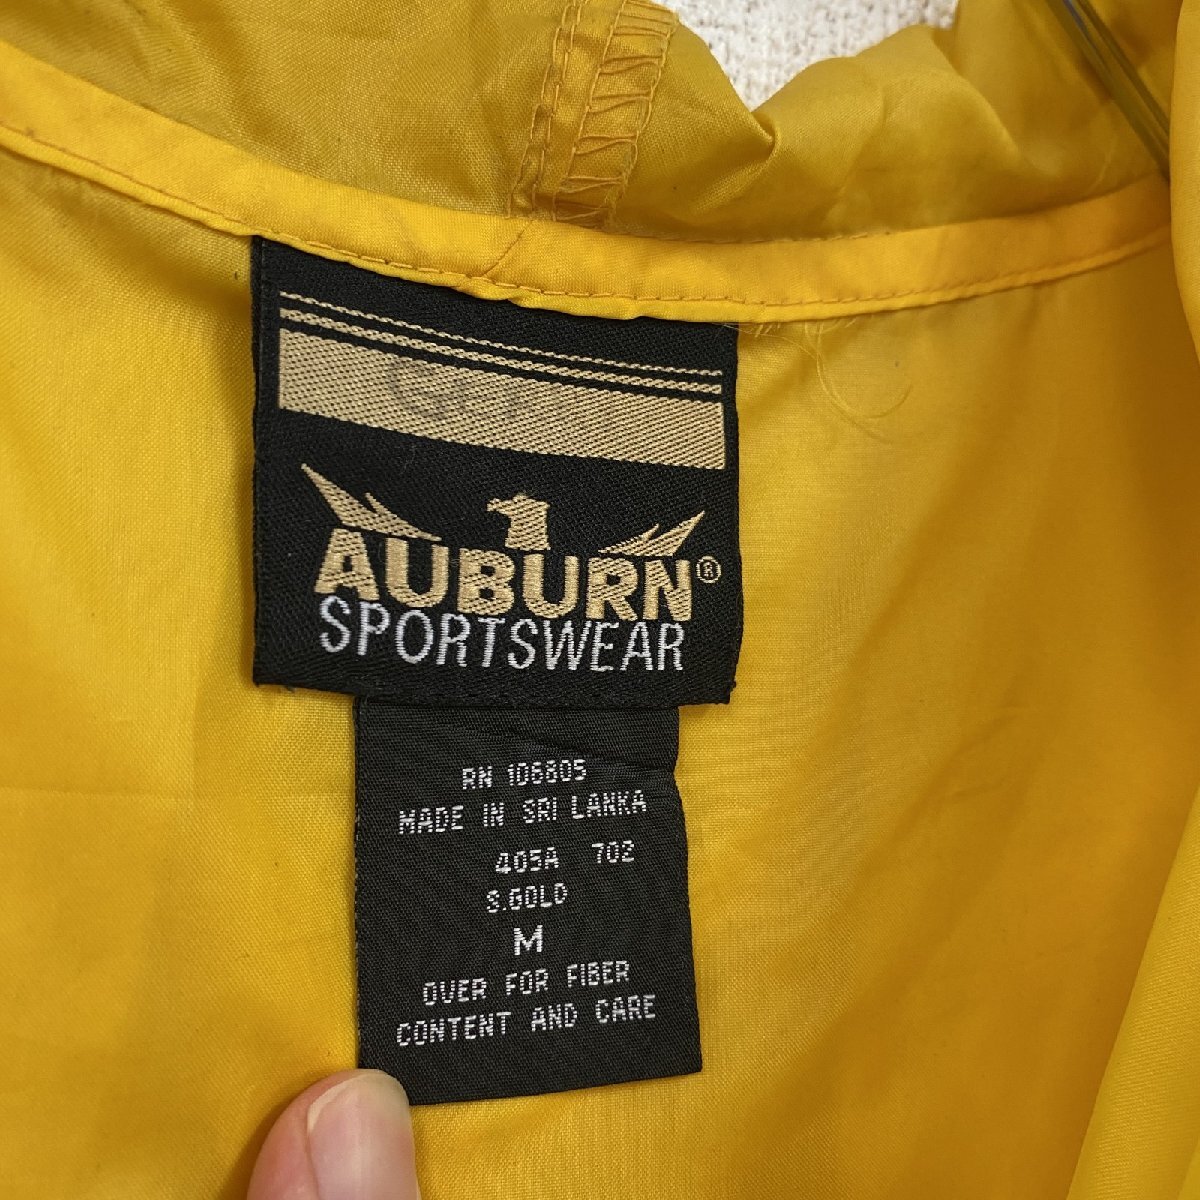 AUBURN®
SPORTSWEAR
RN 106805
MADE IN SRI LANKA
405A 702
S.GOLD
M
OVER FOR FIBER
CONTENT AND CARE